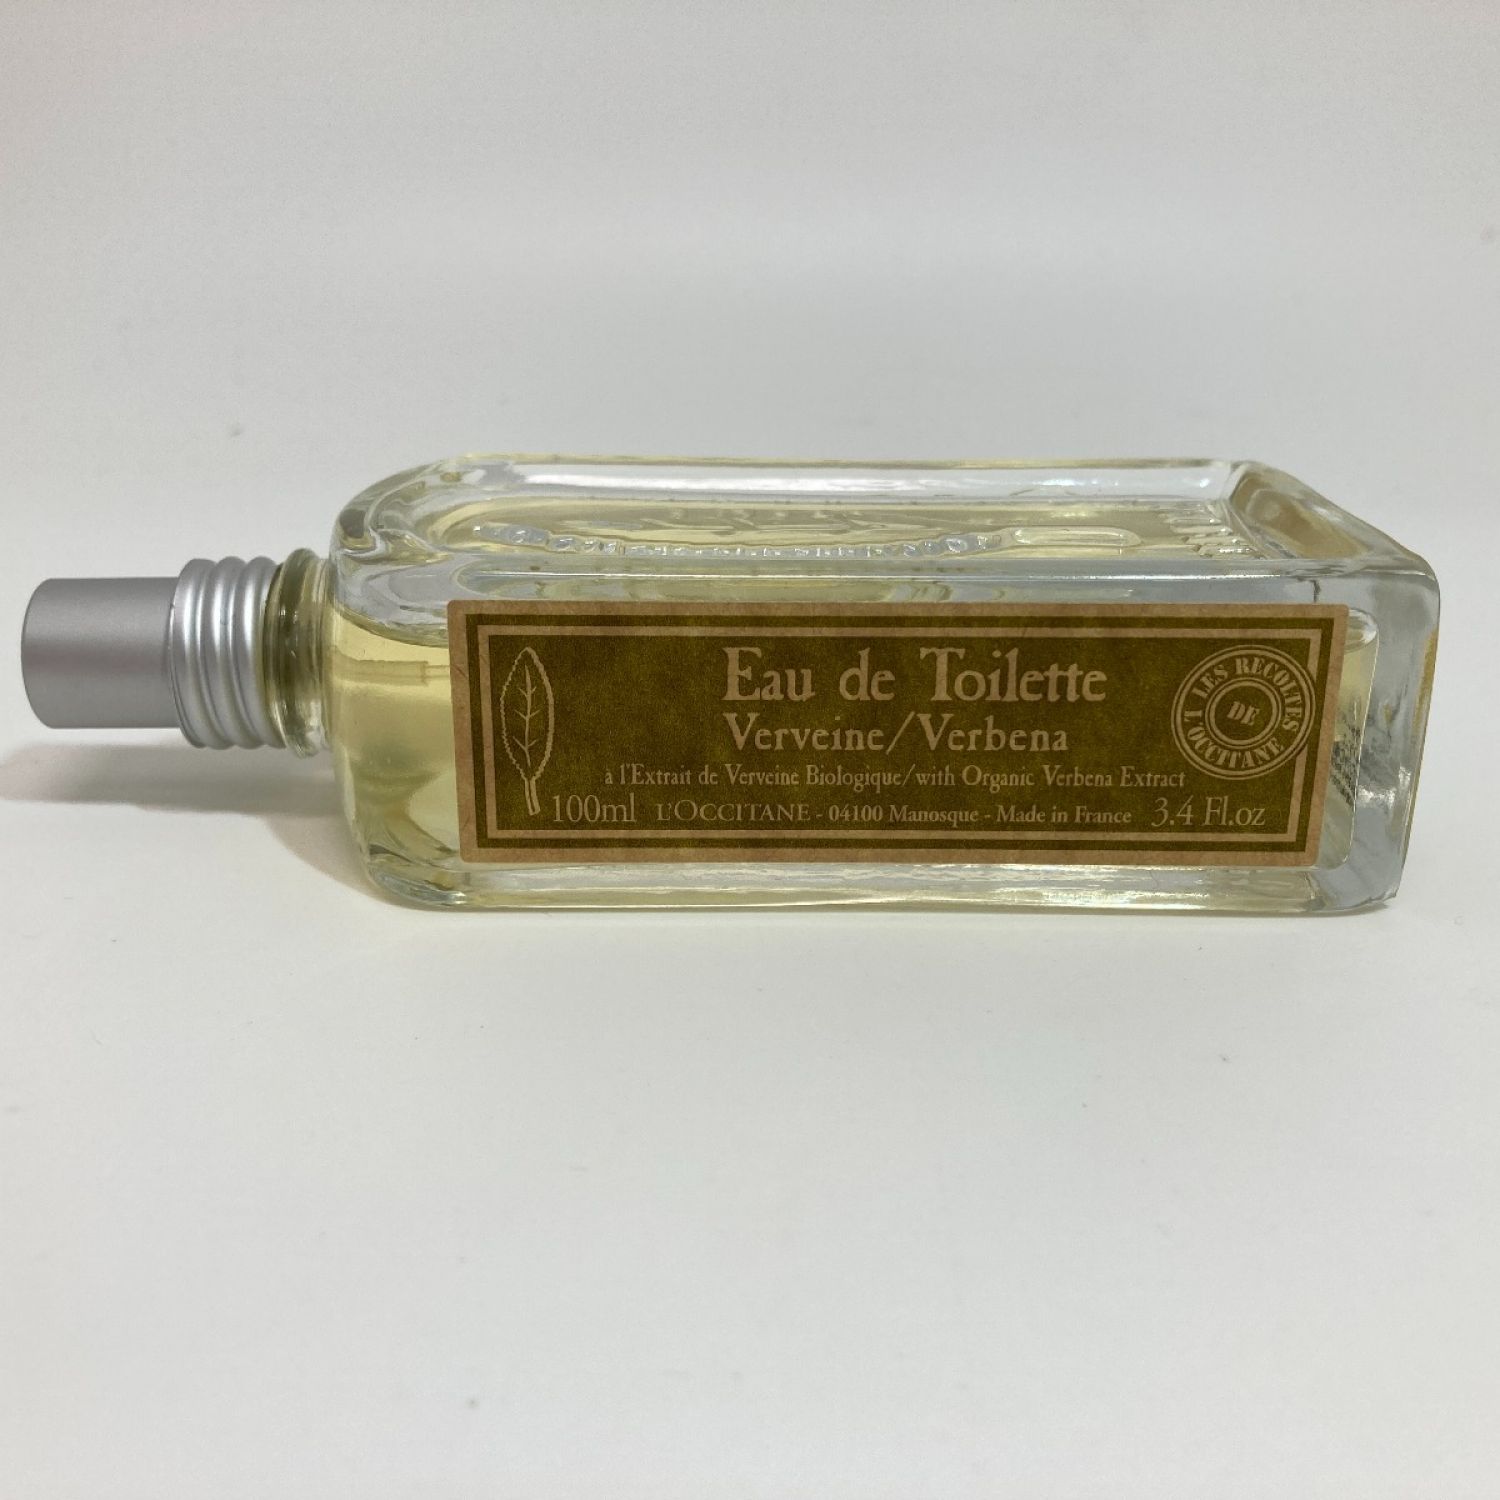 Eau de Toilette
Verveine/Verbena
à l'Extrait de Verveine Biologique/with Organic Verbena Extract
100ml L'OCCITANE - 04100 Manosque - Made in France 3.4 Fl.oz
LES RECOLTES
DE
L'OCCITANE